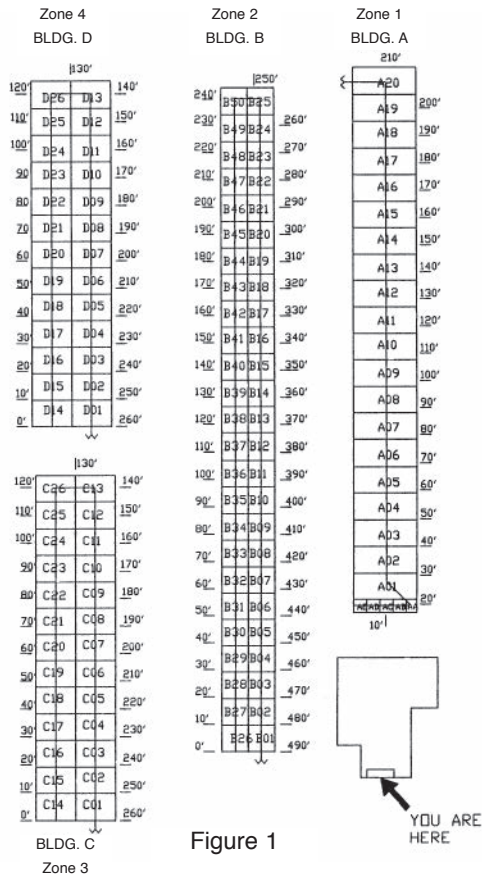 Zone 4
BLDG. D
130'
120' D26 D13 140'
110' D25 D12 150'
100' D24 D11 160'
90' D23 D10 170'
80' D22 D09 180'
70' D21 D08 190'
60' D20 D07 200'
50' D19 D06 210'
40' D18 D05 220'
30' D17 D04 230'
20' D16 D03 240'
10' D15 D02 250'
0' D14 D01 260'
130'
120' C26 C13 140'
110' C25 C12 150'
100' C24 C11 160'
90' C23 C10 170'
80' C22 C09 180'
70' C21 C08 190'
60' C20 C07 200'
50' C19 C06 210'
40' C18 C05 220'
30' C17 C04 230'
20' C16 C03 240'
10' C15 C02 250'
0' C14 C01 260'
BLDG. C
Zone 3
Zone 2
BLDG. B
250'
240' B50 B25
230' B49 B24 260'
220' B48 B23 270'
210' B47 B22 280'
200' B46 B21 290'
190' B45 B20 300'
180' B44 B19 310'
170' B43 B18 320'
160' B42 B17 330'
150' B41 B16 340'
140' B40 B15 350'
130' B39 B14 360'
120' B38 B13 370'
110' B37 B12 380'
100' B36 B11 390'
90' B35 B10 400'
80' B34 B09 410'
70' B33 B08 420'
60' B32 B07 430'
50' B31 B06 440'
40' B30 B05 450'
30' B29 B04 460'
20' B28 B03 470'
10' B27 B02 480'
0' B26 B01 490'
Zone 1
BLDG. A
210'
A20
A19 200'
A18 190'
A17 180'
A16 170'
A15 160'
A14 150'
A13 140'
A12 130'
A11 120'
A10 110'
A09 100'
A08 90'
A07 80'
A06 70'
A05 60'
A04 50'
A03 40'
A02 30'
A01 20'
AE AD AC AB AA
10'
YOU ARE
HERE
Figure 1